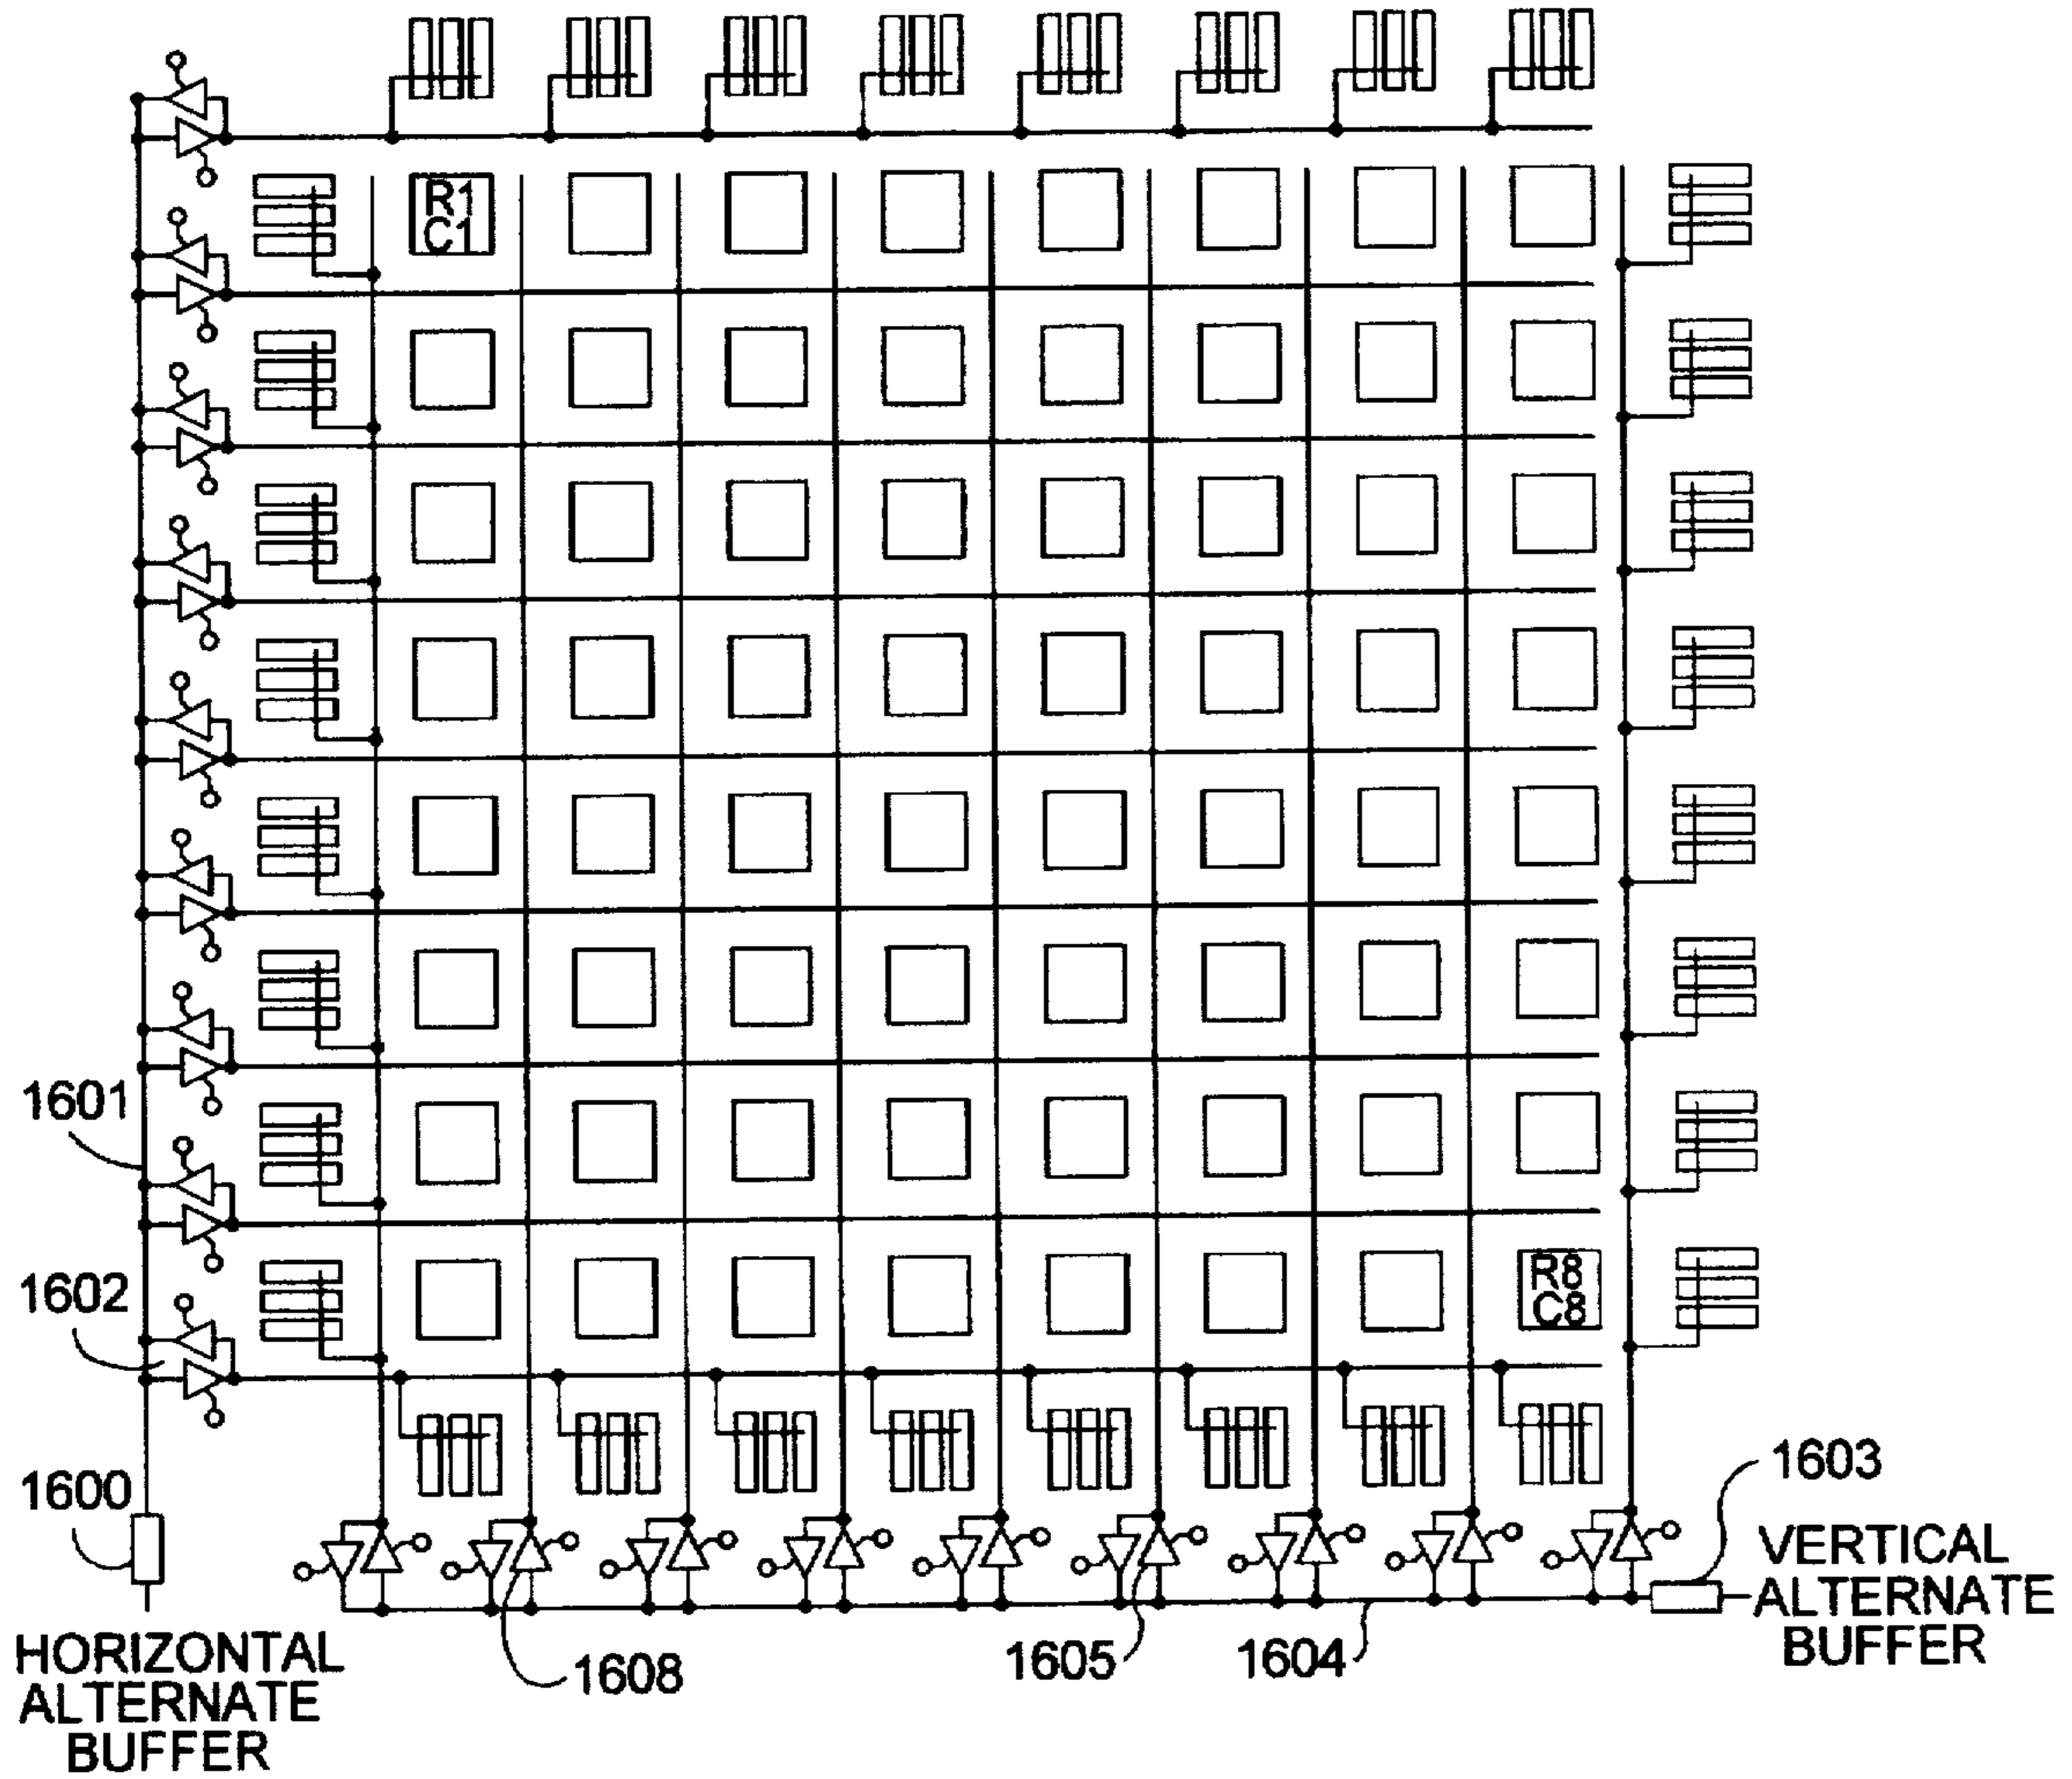 R1
C1
1601
1602
R8
C8
1600
1603
HORIZONTAL
ALTERNATE
BUFFER
1608
1605
1604
VERTICAL
ALTERNATE
BUFFER